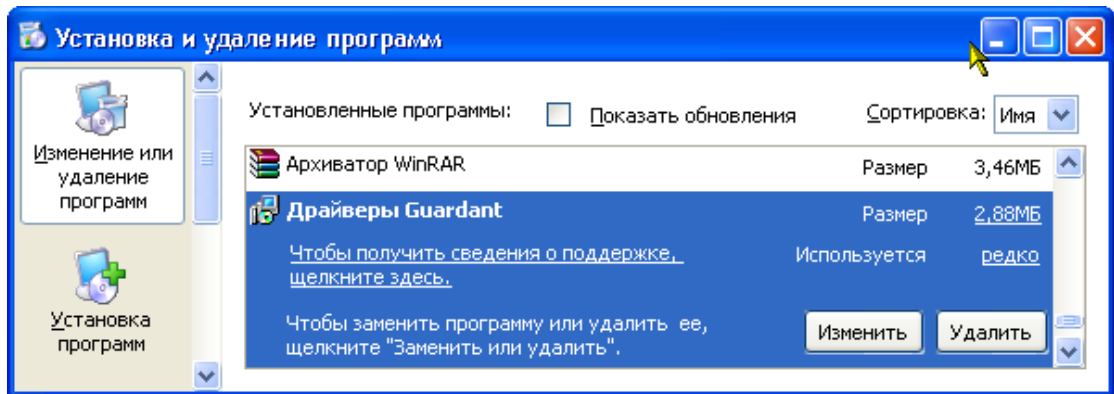 Установка и удаление программ
Изменение или
удаление
программ
Установка
программ
Установленные программы: Показать обновления Сортировка: Имя
Архиватор WinRAR Размер 3,46МБ
Драйверы Guardant Размер 2,88МБ
Чтобы получить сведения о поддержке, Используется редко
щелкните здесь.
Чтобы заменить программу или удалить ее,
щелкните "Заменить или удалить".
Изменить Удалить